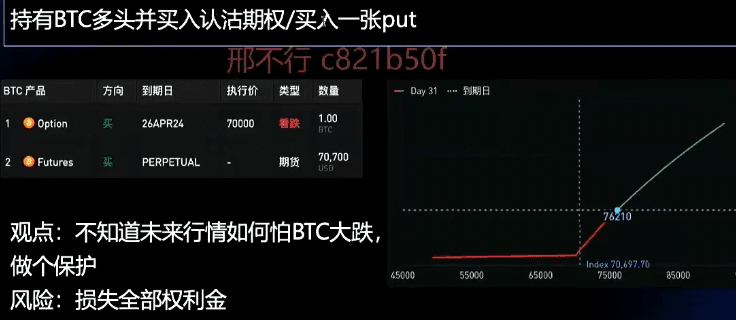 持有BTC多头并买入认沽期权/买入一张put
邢不行 c821b50f
BTC 产品 方向 到期日 执行价 类型 数量
1 Option 买 26APR24 70000 看跌 1.00 BTC
2 Futures 买 PERPETUAL - 期货 70,700 USD
Day 31 到期日
76210
Index 70,697.70
45000 55000 65000 75000 85000
观点：不知道未来行情如何怕BTC大跌，
做个保护
风险：损失全部权利金